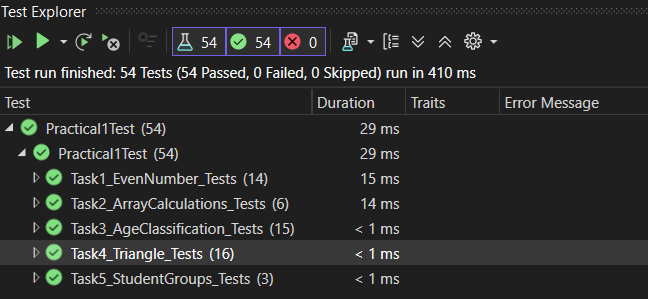 Test Explorer
54 54 0
Test run finished: 54 Tests (54 Passed, 0 Failed, 0 Skipped) run in 410 ms
Test Duration Traits Error Message
Practical1Test (54) 29 ms
Practical1Test (54) 29 ms
Task1_EvenNumber_Tests (14) 15 ms
Task2_ArrayCalculations_Tests (6) 14 ms
Task3_AgeClassification_Tests (15) < 1 ms
Task4_Triangle_Tests (16) < 1 ms
Task5_StudentGroups_Tests (3) < 1 ms